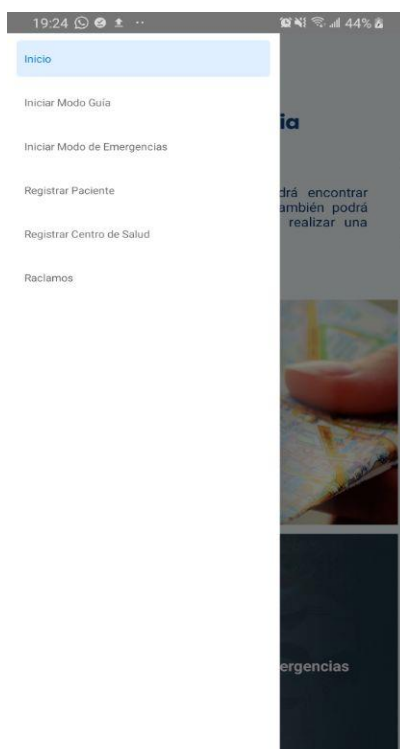 19:24
44%
Inicio
Iniciar Modo Guía
Iniciar Modo de Emergencias
Registrar Paciente
Registrar Centro de Salud
Raclamos
ia
drá encontrar
ambién podrá
realizar una
ergencias